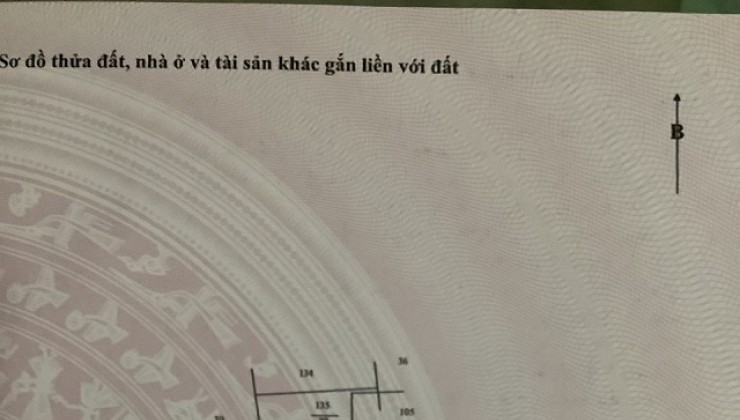 Sơ đồ thửa đất, nhà ở và tài sản khác gắn liền với đất
B
36
134
135
105